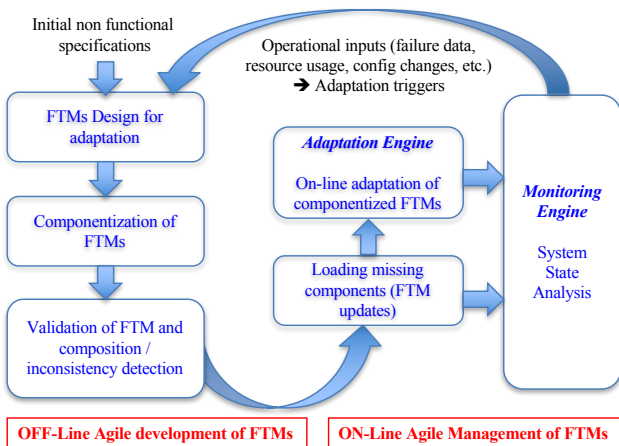 Initial non functional
specifications
Operational inputs (failure data,
resource usage, config changes, etc.)
➔ Adaptation triggers
FTMs Design for
adaptation
Componentization of
FTMs
Validation of FTM and
composition /
inconsistency detection
Adaptation Engine
On-line adaptation of
componentized FTMs
Loading missing
components (FTM
updates)
Monitoring
Engine
System
State
Analysis
OFF-Line Agile development of FTMs
ON-Line Agile Management of FTMs